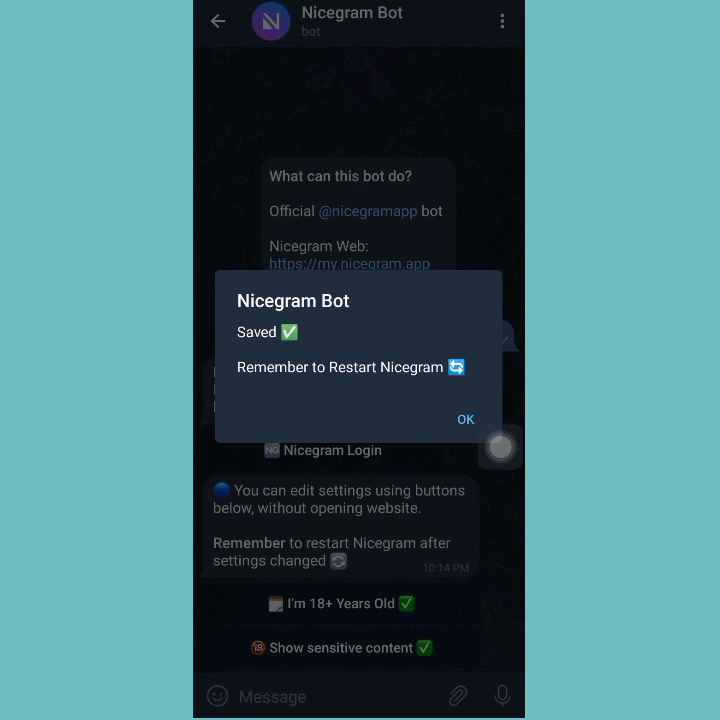 Nicegram Bot
bot
What can this bot do?
Official @nicegramapp bot
Nicegram Web:
https://my.nicegram.app
Nicegram Bot
Saved ✅
Remember to Restart Nicegram 🔄
OK
NG Nicegram Login
🔵 You can edit settings using buttons
below, without opening website.
Remember to restart Nicegram after
settings changed 🔄
10:14 PM
I'm 18+ Years Old ✅
🔞 Show sensitive content ✅
Message